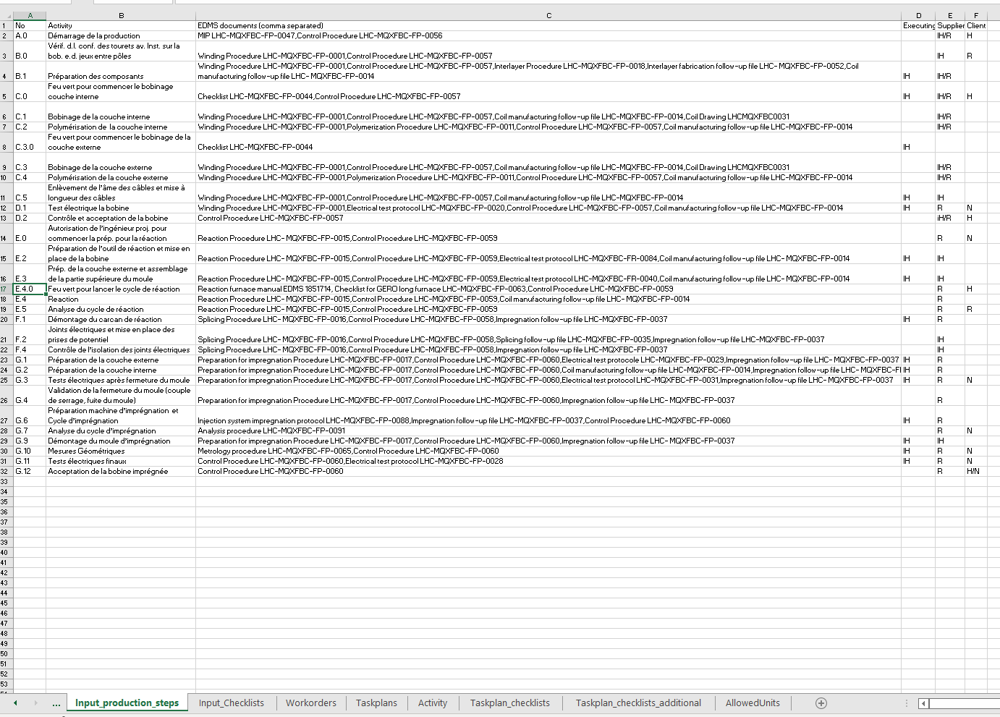 A B C D E F
1 No Activity EDMS documents (comma separated) Executing Supplier Client
2 A.0 Démarrage de la production MIP LHC-MQXFBC-FP-0047,Control Procedure LHC-MQXFBC-FP-0056 IH/R H
Vérif. d.l. conf. des tourets av. Inst. sur la
3 B.0 bob. e.d. jeux entre pôles Winding Procedure LHC-MQXFBC-FP-0001,Control Procedure LHC-MQXFBC-FP-0057 IH R
Winding Procedure LHC-MQXFBC-FP-0001,Control Procedure LHC-MQXFBC-FP-0057,Interlayer Procedure LHC-MQXFBC-FP-0018,Interlayer fabrication follow-up file LHC- MQXFBC-FP-0052,Coil
4 B.1 Préparation des composants manufacturing follow-up file LHC- MQXFBC-FP-0014 IH IH/R
Feu vert pour commencer le bobinage
5 C.0 couche interne Checklist LHC-MQXFBC-FP-0044,Control Procedure LHC-MQXFBC-FP-0057 IH IH/R H
6 C.1 Bobinage de la couche interne Winding Procedure LHC-MQXFBC-FP-0001,Control Procedure LHC-MQXFBC-FP-0057,Coil manufacturing follow-up file LHC-MQXFBC-FP-0014,Coil Drawing LHCMQXFBC0031 IH/R
7 C.2 Polymérisation de la couche interne Winding Procedure LHC-MQXFBC-FP-0001,Polymerization Procedure LHC-MQXFBC-FP-0011,Control Procedure LHC-MQXFBC-FP-0057,Coil manufacturing follow-up file LHC-MQXFBC-FP-0014 IH/R
Feu vert pour commencer le bobinage de la
8 C.3.0 couche externe Checklist LHC-MQXFBC-FP-0044 IH
9 C.3 Bobinage de la couche externe Winding Procedure LHC-MQXFBC-FP-0001,Control Procedure LHC-MQXFBC-FP-0057,Coil manufacturing follow-up file LHC-MQXFBC-FP-0014,Coil Drawing LHCMQXFBC0031 IH/R
10 C.4 Polymérisation de la couche externe Winding Procedure LHC-MQXFBC-FP-0001,Polymerization Procedure LHC-MQXFBC-FP-0011,Control Procedure LHC-MQXFBC-FP-0057,Coil manufacturing follow-up file LHC-MQXFBC-FP-0014 IH/R
Enlèvement de l'âme des câbles et mise à
11 C.5 longueur des câbles Winding Procedure LHC-MQXFBC-FP-0001,Control Procedure LHC-MQXFBC-FP-0057,Coil manufacturing follow-up file LHC-MQXFBC-FP-0014 IH IH
12 D.1 Test électrique la bobine Winding Procedure LHC-MQXFBC-FP-0001,Electrical test protocol LHC-MQXFBC-FP-0020,Control Procedure LHC-MQXFBC-FP-0057,Coil manufacturing follow-up file LHC-MQXFBC-FP-0014 IH R N
13 D.2 Contrôle et acceptation de la bobine Control Procedure LHC-MQXFBC-FP-0057 iH/R H
Autorisation de l'ingénieur proj. pour
14 E.0 commencer la prép. pour la réaction Reaction Procedure LHC- MQXFBC-FP-0015,Control Procedure LHC-MQXFBC-FP-0059 R N
Préparation de l'outil de réaction et mise en
15 E.2 place de la bobine Reaction Procedure LHC- MQXFBC-FP-0015,Control Procedure LHC-MQXFBC-FP-0059,Electrical test protocol LHC-MQXFBC-FR-0084,Coil manufacturing follow-up file LHC- MQXFBC-FP-0014 IH IH
Prép. de la couche externe et assemblage
16 E.3 de la partie supérieure du moule Reaction Procedure LHC- MQXFBC-FP-0015,Control Procedure LHC-MQXFBC-FP-0059,Electrical test protocol LHC-MQXFBC-FR-0040,Coil manufacturing follow-up file LHC- MQXFBC-FP-0014 IH IH
17 E.4.0 Feu vert pour lancer le cycle de réaction Reaction furnace manual EDMS 1851714, Checklist for GERO long furnace LHC-MQXFBC-FP-0063,Control Procedure LHC-MQXFBC-FP-0059 R H
18 E.4 Reaction Reaction Procedure LHC- MQXFBC-FP-0015,Control Procedure LHC-MQXFBC-FP-0059,Coil manufacturing follow-up file LHC- MQXFBC-FP-0014 R
19 E.5 Analyse du cycle de réaction Reaction Procedure LHC- MQXFBC-FP-0015,Control Procedure LHC-MQXFBC-FP-0059 R R
20 F.1 Démontage du carcan de réaction Splicing Procedure LHC- MQXFBC-FP-0016,Control Procedure LHC-MQXFBC-FP-0058,Impregnation follow-up file LHC-MQXFBC-FP-0037 IH R
Joints électriques et mise en place des
21 F.2 prises de potentiel Splicing Procedure LHC- MQXFBC-FP-0016,Control Procedure LHC-MQXFBC-FP-0058,Splicing follow-up file LHC-MQXFBC-FP-0035,Impregnation follow-up file LHC-MQXFBC-FP-0037 IH
22 F.4 Contrôle de l'isolation des joints électriques Splicing Procedure LHC- MQXFBC-FP-0016,Control Procedure LHC-MQXFBC-FP-0058,Impregnation follow-up file LHC-MQXFBC-FP-0037 IH
23 G.1 Préparation de la couche externe Preparation for impregnation Procedure LHC-MQXFBC-FP-0017,Control Procedure LHC-MQXFBC-FP-0060,Electrical test protocole LHC-MQXFBC-FP-0029,Impregnation follow-up file LHC- MQXFBC-FP-0037 IH R
24 G.2 Préparation de la couche interne Preparation for impregnation Procedure LHC-MQXFBC-FP-0017,Control Procedure LHC-MQXFBC-FP-0060,Coil manufacturing follow-up file LHC-MQXFBC-FP-0014,Impregnation follow-up file LHC- MQXFBC-FI IH R
25 G.3 Tests électriques après fermeture du moule Preparation for impregnation Procedure LHC-MQXFBC-FP-0017,Control Procedure LHC-MQXFBC-FP-0060,Electrical test protocol LHC-MQXFBC-FP-0031,Impregnation follow-up file LHC- MQXFBC-FP-0037 IH R N
Validation de la fermeture du moule (couple
26 G.4 de serrage, fuite du moule) Preparation for impregnation Procedure LHC-MQXFBC-FP-0017,Control Procedure LHC-MQXFBC-FP-0060,Impregnation follow-up file LHC- MQXFBC-FP-0037 R
Préparation machine d'imprégnation et
27 G.6 Cycle d'imprégnation Injection system impregnation protocol LHC-MQXFBC-FP-0088,Impregnation follow-up file LHC-MQXFBC-FP-0037,Control Procedure LHC-MQXFBC-FP-0060 IH R
28 G.7 Analyse du cycle d'imprégnation Analysis procedure LHC-MQXFBC-FP-0091 R N
29 G.9 Démontage du moule d'imprégnation Preparation for impregnation Procedure LHC-MQXFBC-FP-0017,Control Procedure LHC-MQXFBC-FP-0060,Impregnation follow-up file LHC- MQXFBC-FP-0037 IH IH
30 G.10 Mesures Géométriques Metrology procedure LHC-MQXFBC-FP-0065,Control Procedure LHC-MQXFBC-FP-0060 IH R N
31 G.11 Tests électriques finaux Control Procedure LHC-MQXFBC-FP-0060,Electrical test protocol LHC-MQXFBC-FP-0028 IH R N
32 G.12 Acceptation de la bobine imprégnée Control Procedure LHC-MQXFBC-FP-0060 R H/N
33
34
35
36
37
38
39
40
41
42
43
44
45
46
47
48
49
50
51
52
53
... Input_production_steps Input_Checklists Workorders Taskplans Activity Taskplan_checklists Taskplan_checklists_additional AllowedUnits